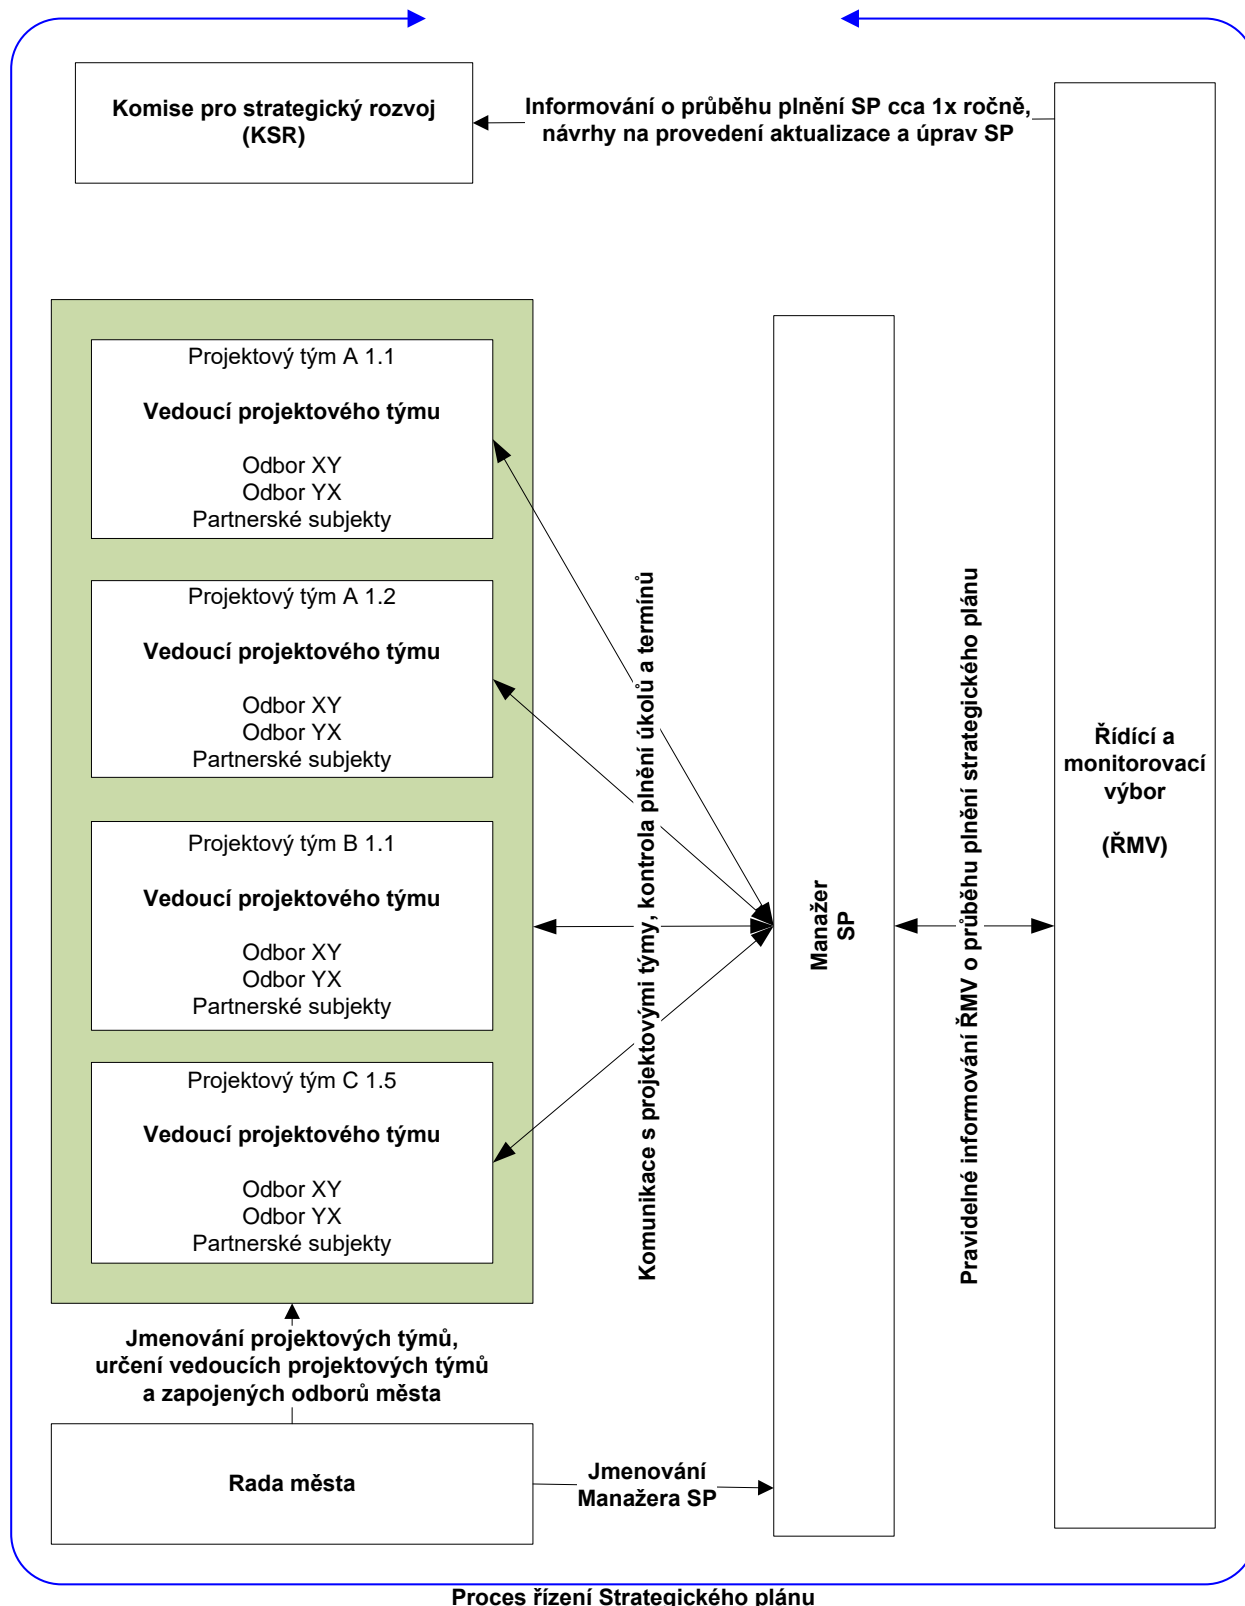 Komise pro strategický rozvoj
(KSR)
Informování o průběhu plnění SP cca 1x ročně,
návrhy na provedení aktualizace a úprav SP
Projektový tým A 1.1
Vedoucí projektového týmu
Odbor XY
Odbor YX
Partnerské subjekty
Projektový tým A 1.2
Vedoucí projektového týmu
Odbor XY
Odbor YX
Partnerské subjekty
Projektový tým B 1.1
Vedoucí projektového týmu
Odbor XY
Odbor YX
Partnerské subjekty
Projektový tým C 1.5
Vedoucí projektového týmu
Odbor XY
Odbor YX
Partnerské subjekty
Komunikace s projektovými týmy, kontrola plnění úkolů a termínů
Manažer
SP
Pravidelné informování ŘMV o průběhu plnění strategického plánu
Řídící a
monitorovací
výbor
(ŘMV)
Jmenování projektových týmů,
určení vedoucích projektových týmů
a zapojených odborů města
Rada města
Jmenování
Manažera SP
Proces řízení Strategického plánu